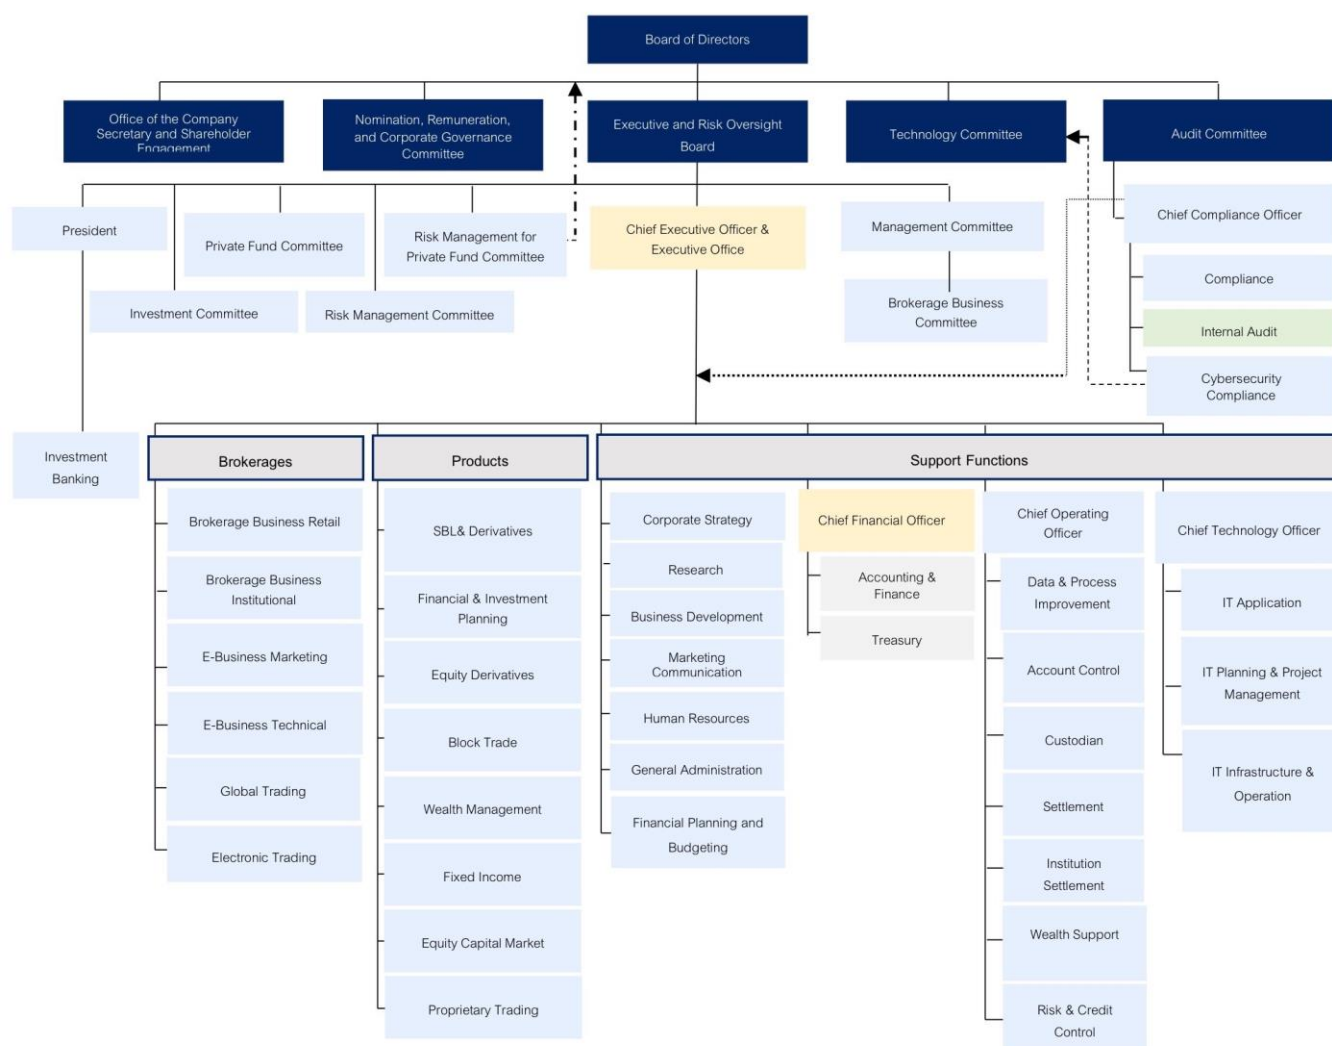 Board of Directors
Office of the Company
Secretary and Shareholder
Engagement
Nomination, Remuneration,
and Corporate Governance
Committee
Executive and Risk Oversight
Board
Technology Committee
Audit Committee
President
Private Fund Committee
Risk Management for
Private Fund Committee
Chief Executive Officer &
Executive Office
Management Committee
Chief Compliance Officer
Investment Committee
Risk Management Committee
Brokerage Business
Committee
Compliance
Internal Audit
Cybersecurity
Compliance
Investment
Banking
Brokerages
Products
Support Functions
Brokerage Business Retail
Brokerage Business
Institutional
E-Business Marketing
E-Business Technical
Global Trading
Electronic Trading
SBL& Derivatives
Financial & Investment
Planning
Equity Derivatives
Block Trade
Wealth Management
Fixed Income
Equity Capital Market
Proprietary Trading
Corporate Strategy
Research
Business Development
Marketing
Communication
Human Resources
General Administration
Financial Planning and
Budgeting
Chief Financial Officer
Accounting &
Finance
Treasury
Chief Operating
Officer
Data & Process
Improvement
Account Control
Custodian
Settlement
Institution
Settlement
Wealth Support
Risk & Credit
Control
Chief Technology Officer
IT Application
IT Planning & Project
Management
IT Infrastructure &
Operation